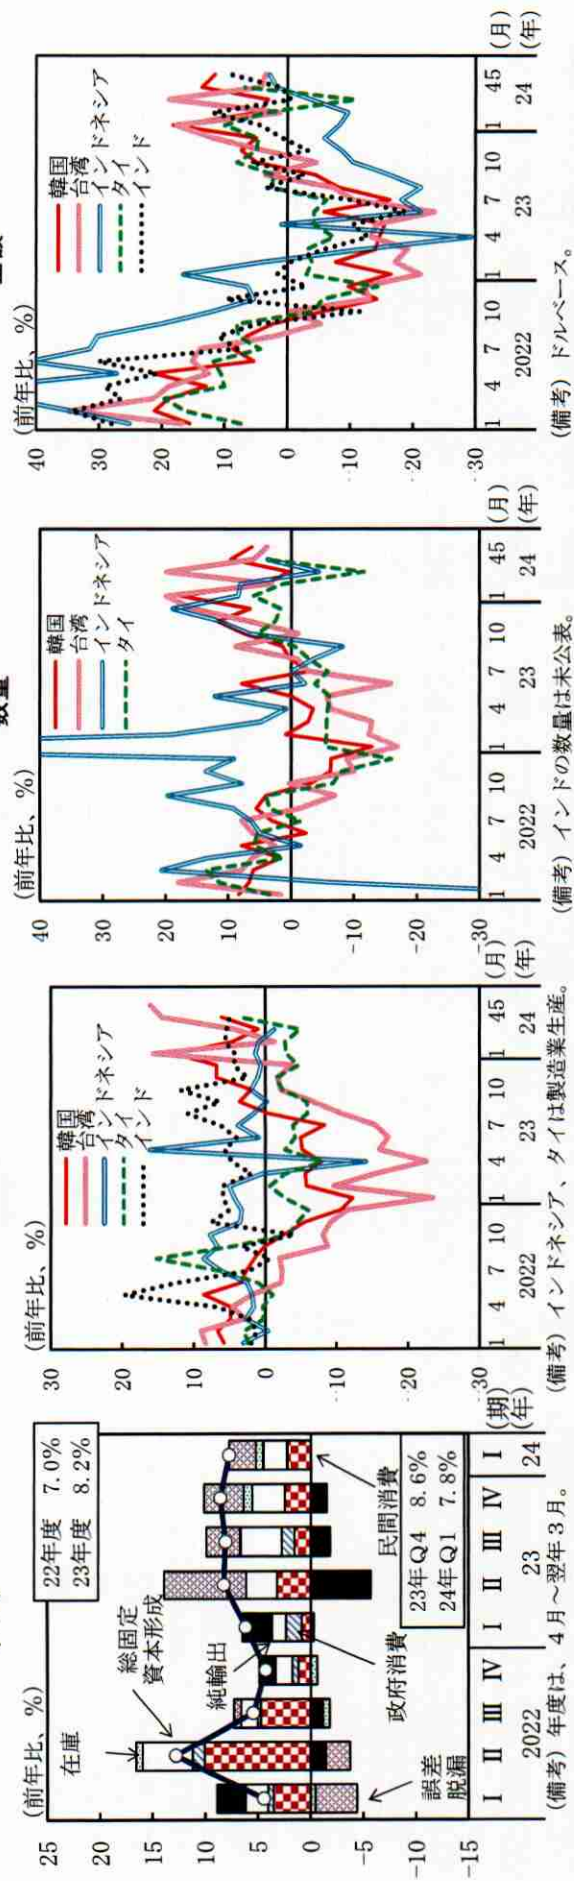 (前年比、%)
25
20
15
10
5
0
-5
-10
-15
22年度 7.0%
23年度 8.2%
在庫
総固定
資本形成
純輸出
政府消費
民間消費
誤差
脱漏
23年Q4 8.6%
24年Q1 7.8%
I II III IV I II III IV I (期)
2022 23 24 (年)
(備考) 年度は、4月～翌年3月。
(前年比、%)
30
20
10
0
-10
-20
-30
韓国
台湾
インドネシア
タイ
インド
1 4 7 10 1 4 7 10 1 45 (月)
2022 23 24 (年)
(備考) インドネシア、タイは製造業生産。
数量
(前年比、%)
40
30
20
10
0
-10
-20
-30
韓国
台湾
インドネシア
タイ
1 4 7 10 1 4 7 10 1 45 (月)
2022 23 24 (年)
(備考) インドの数量は未公表。
(前年比、%)
40
30
20
10
0
-10
-20
-30
韓国
台湾
インドネシア
タイ
インド
1 4 7 10 1 4 7 10 1 45 (月)
2022 23 24 (年)
(備考) ドルベース。